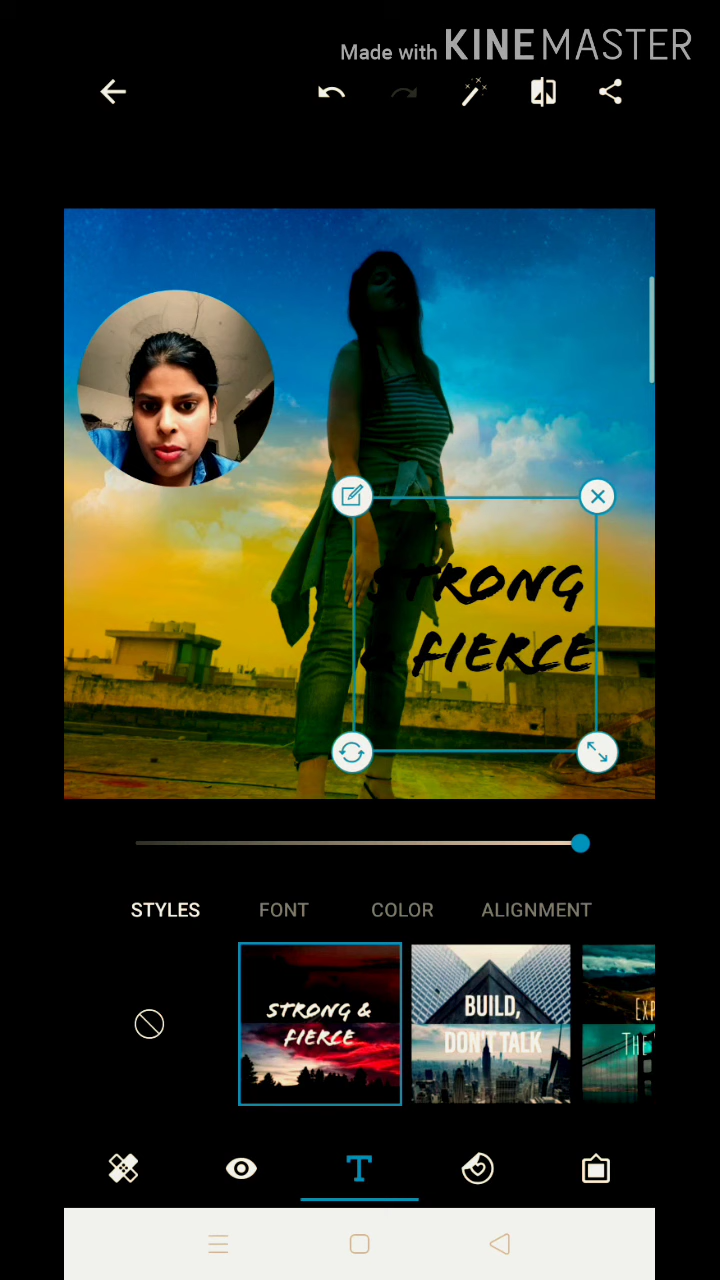 Made with KINEMASTER
STRONG
& FIERCE
STYLES FONT COLOR ALIGNMENT
STRONG &
FIERCE
BUILD,
DON'T TALK